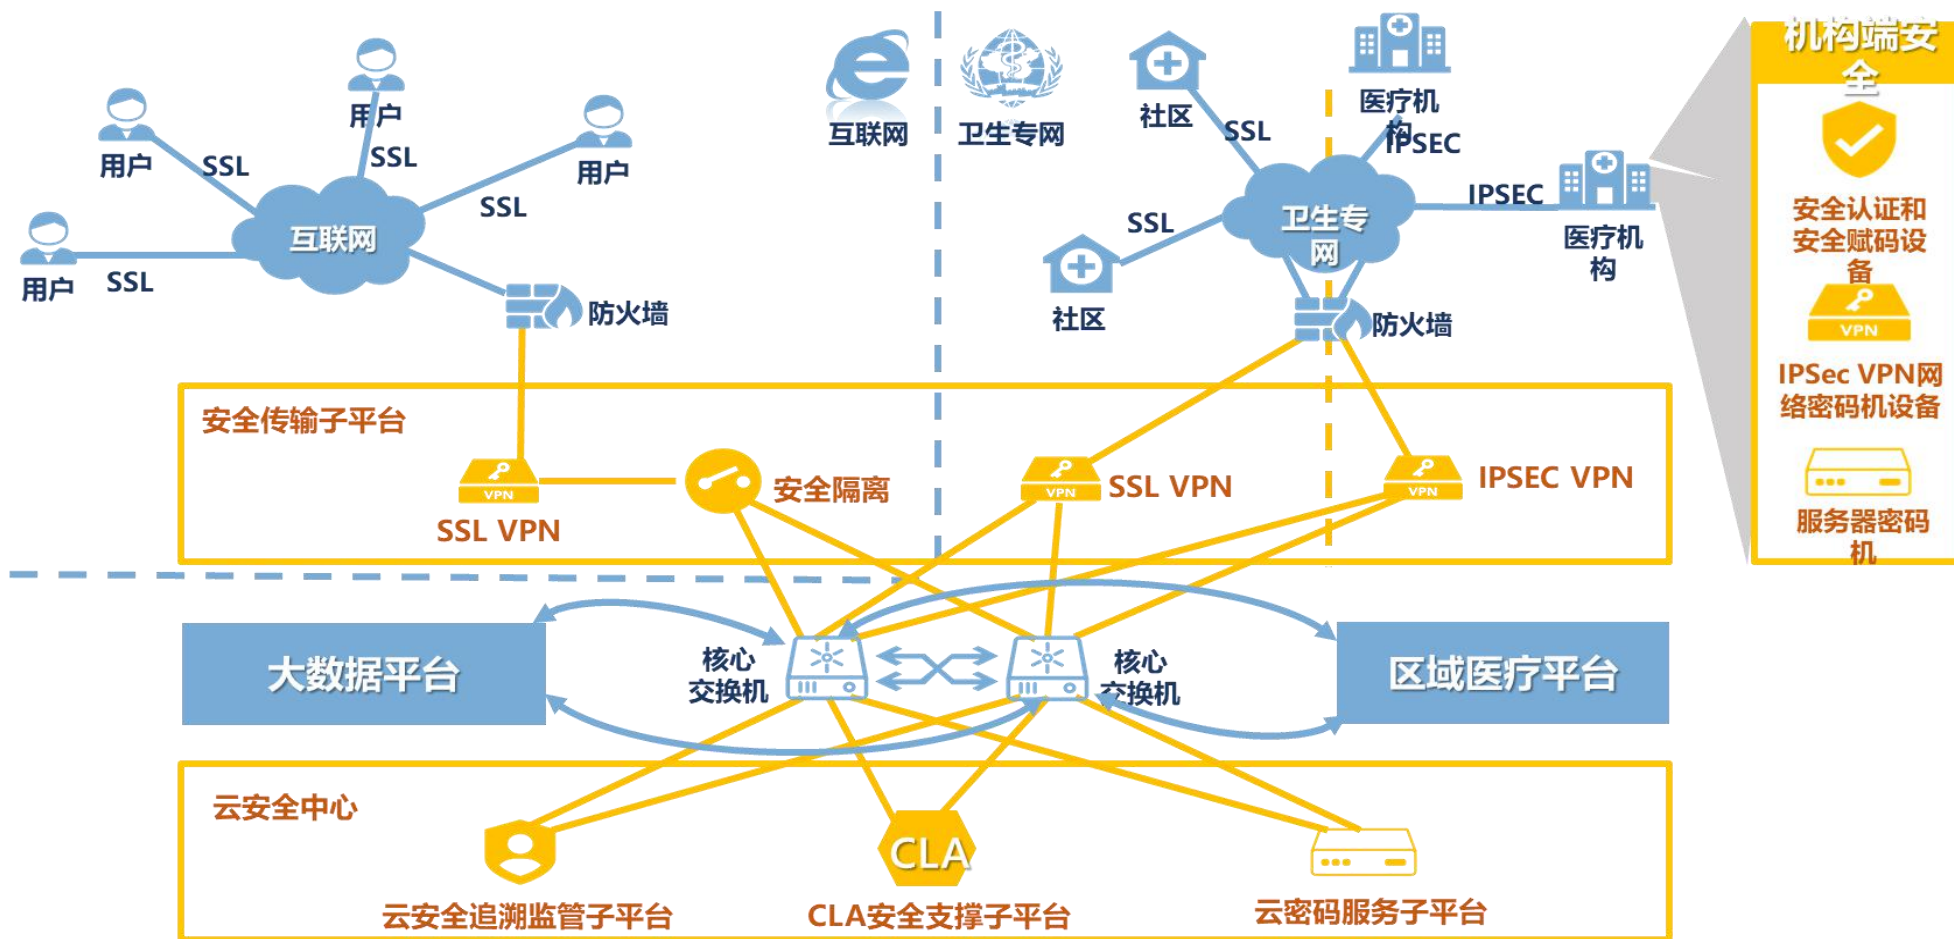 用户
用户
用户
用户
SSL
SSL
SSL
SSL
互联网
防火墙
互联网
卫生专网
社区
SSL
医疗机
构
IPSEC
IPSEC
医疗机
构
SSL
社区
卫生专
网
防火墙
机构端安
全
安全认证和
安全赋码设
备
VPN
IPSec VPN网
络密码机设备
服务器密码
机
安全传输子平台
VPN
SSL VPN
安全隔离
VPN
SSL VPN
VPN
IPSEC VPN
大数据平台
核心
交换机
核心
交换机
区域医疗平台
云安全中心
云安全追溯监管子平台
CLA
CLA安全支撑子平台
云密码服务子平台